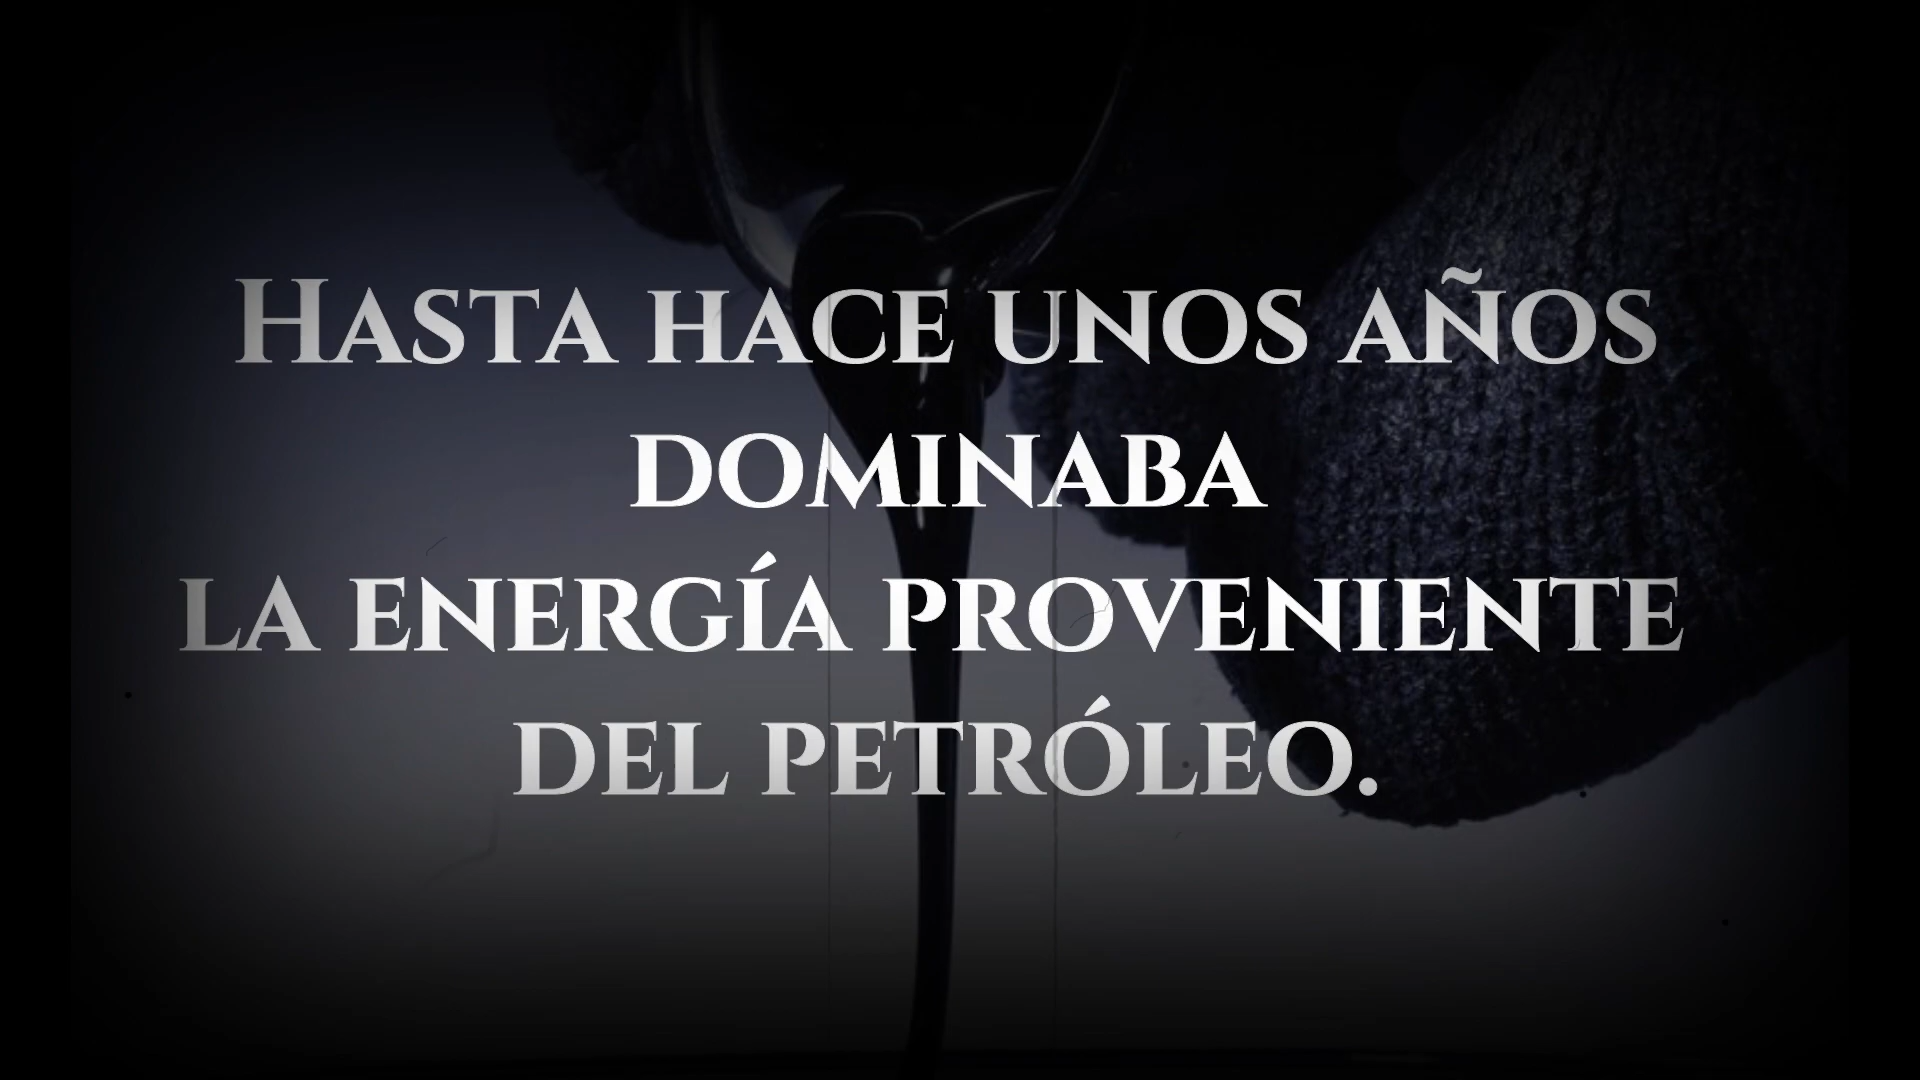 Hasta hace unos años
dominaba
la energía proveniente
del petróleo.